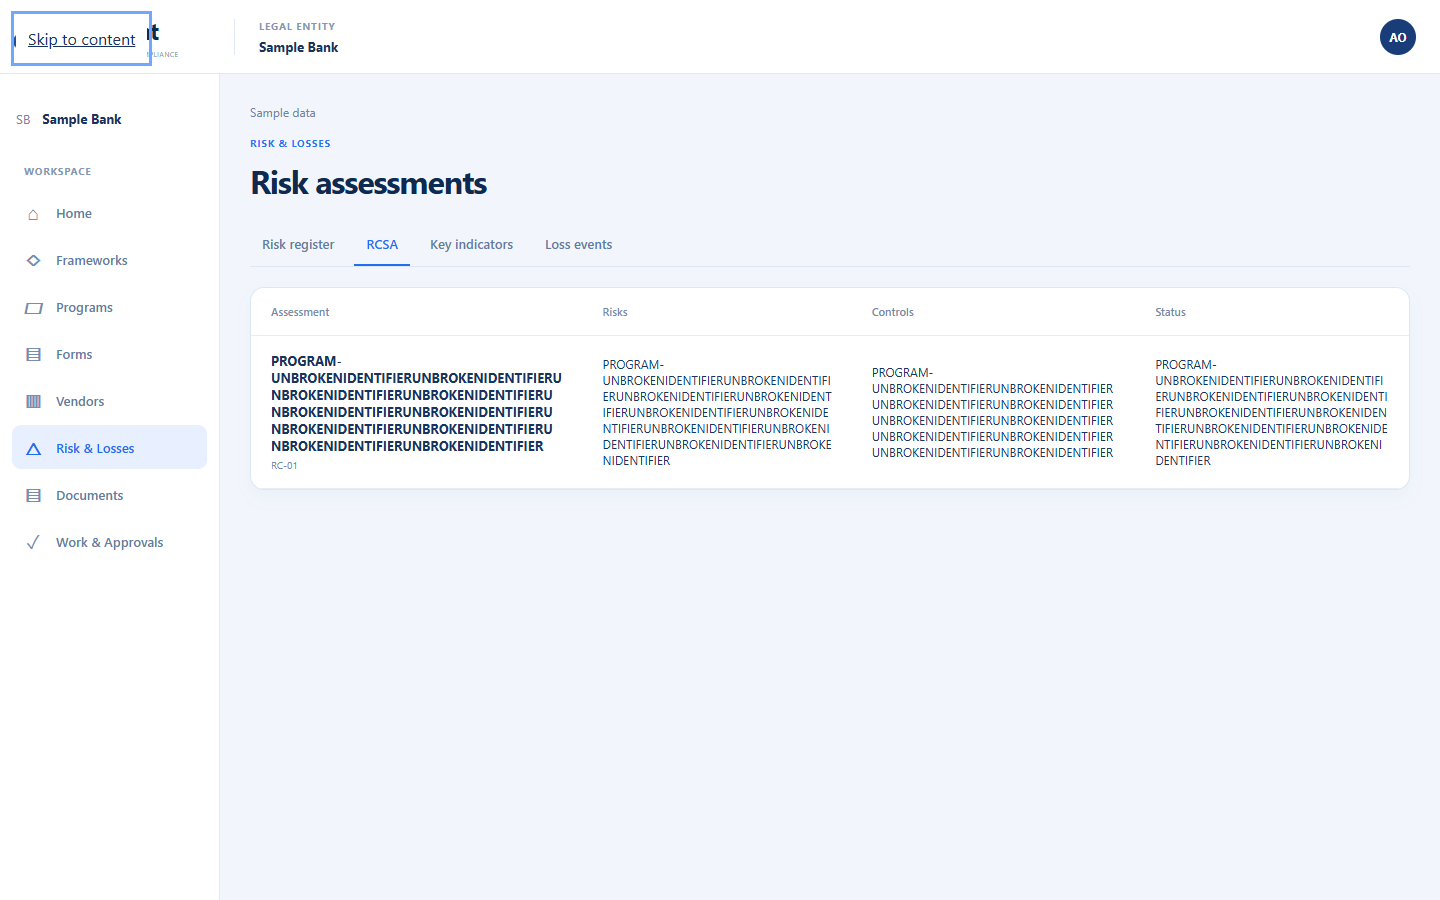 Skip to content
LEGAL ENTITY
Sample Bank
AO
SB Sample Bank
WORKSPACE
Home
Frameworks
Programs
Forms
Vendors
Risk & Losses
Documents
Work & Approvals
Sample data
RISK & LOSSES
Risk assessments
Risk register RCSA Key indicators Loss events
Assessment Risks Controls Status
PROGRAM-
UNBROKENIDENTIFIERUNBROKENIDENTIFIERU
NBROKENIDENTIFIERUNBROKENIDENTIFIERU
NBROKENIDENTIFIERUNBROKENIDENTIFIERU
NBROKENIDENTIFIERUNBROKENIDENTIFIERU
NBROKENIDENTIFIERUNBROKENIDENTIFIER
RC-01
PROGRAM-
UNBROKENIDENTIFIERUNBROKENIDENTIFI
ERUNBROKENIDENTIFIERUNBROKENIDENT
IFIERUNBROKENIDENTIFIERUNBROKENIDE
NTIFIERUNBROKENIDENTIFIERUNBROKENI
DENTIFIERUNBROKENIDENTIFIERUNBROKE
NIDENTIFIER
PROGRAM-
UNBROKENIDENTIFIERUNBROKENIDENTIFIER
UNBROKENIDENTIFIERUNBROKENIDENTIFIER
UNBROKENIDENTIFIERUNBROKENIDENTIFIER
UNBROKENIDENTIFIERUNBROKENIDENTIFIER
UNBROKENIDENTIFIERUNBROKENIDENTIFIER
PROGRAM-
UNBROKENIDENTIFIERUNBROKENIDENTIFI
ERUNBROKENIDENTIFIERUNBROKENIDENTI
FIERUNBROKENIDENTIFIERUNBROKENIDEN
TIFIERUNBROKENIDENTIFIERUNBROKENIDE
NTIFIERUNBROKENIDENTIFIERUNBROKENI
DENTIFIER